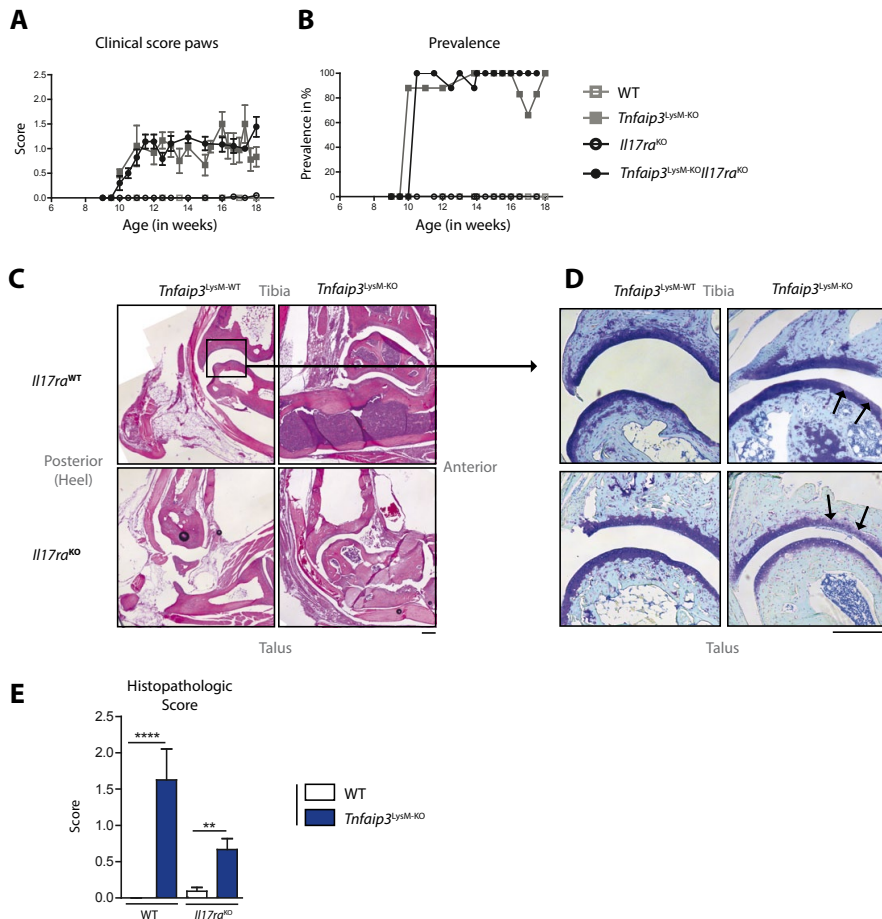 A
Clinical score paws
Score
2.5
2.0
1.5
1.0
0.5
0.0
6 8 10 12 14 16 18
Age (in weeks)
B
Prevalence
Prevalence in %
100
80
60
40
20
0
6 8 10 12 14 16 18
Age (in weeks)
WT
Tnfaip3LysM-KO
Il17raKO
Tnfaip3LysM-KOIl17raKO
C
Tnfaip3LysM-WT Tibia Tnfaip3LysM-KO
Il17raWT
Posterior
(Heel)
Anterior
Il17raKO
Talus
D
Tnfaip3LysM-WT Tibia Tnfaip3LysM-KO
Talus
E
Histopathologic
Score
Score
2.5
2.0
1.5
1.0
0.5
0.0
****
**
WT Il17raKO
WT
Tnfaip3LysM-KO